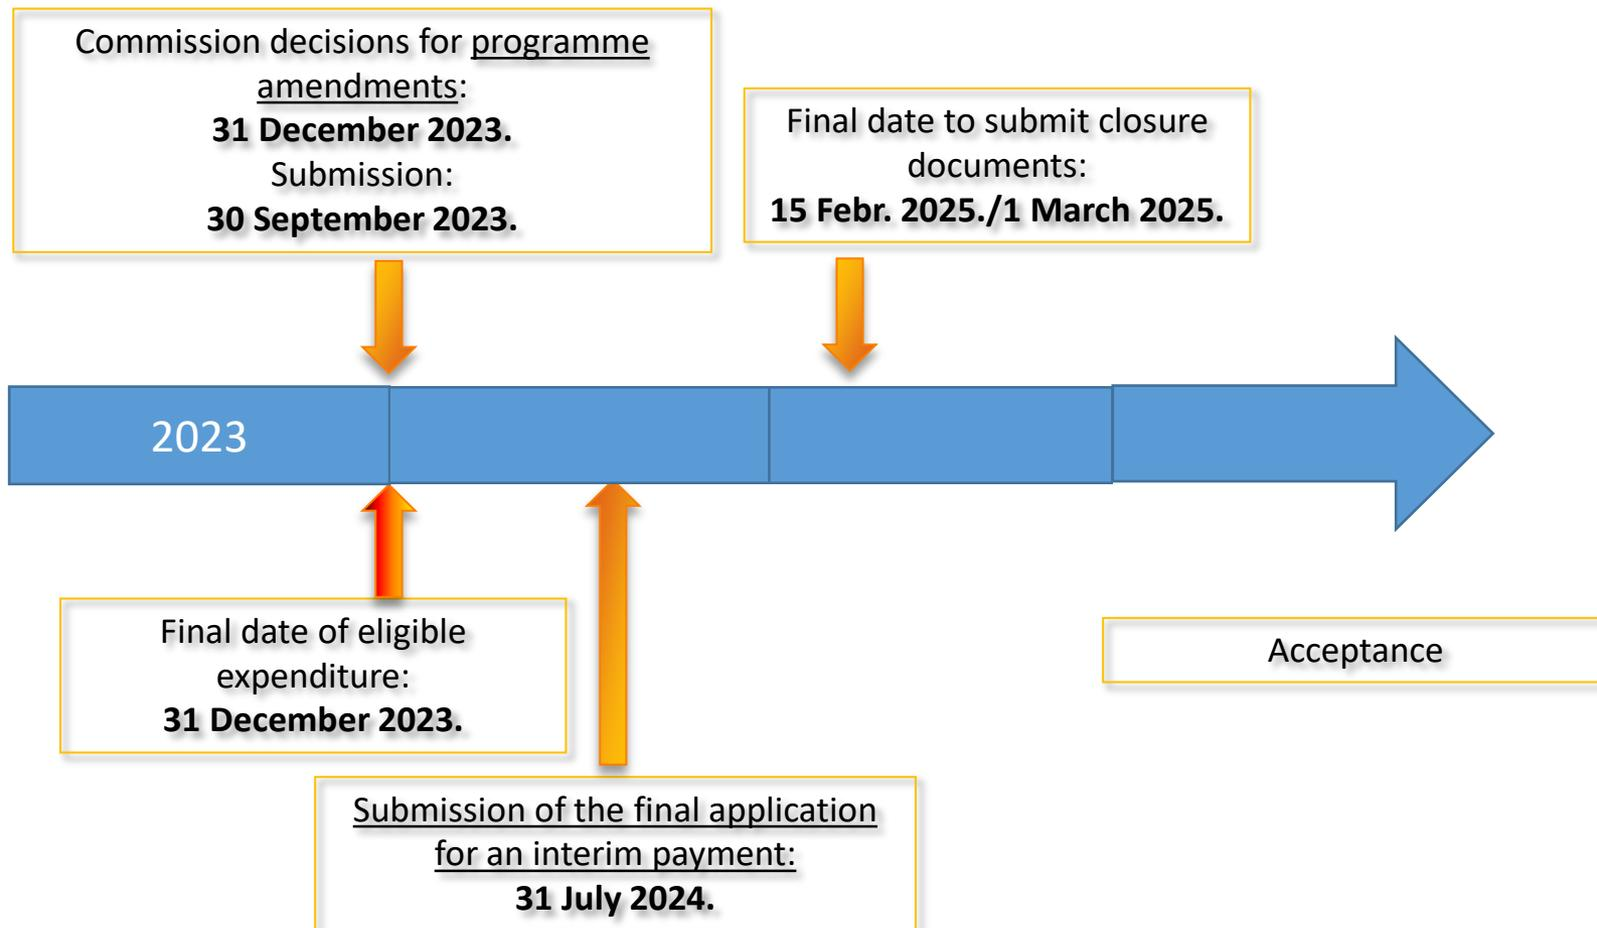 Commission decisions for programme
amendments:
31 December 2023.
Submission:
30 September 2023.
Final date to submit closure
documents:
15 Febr. 2025./1 March 2025.
2023
Final date of eligible
expenditure:
31 December 2023.
Acceptance
Submission of the final application
for an interim payment:
31 July 2024.